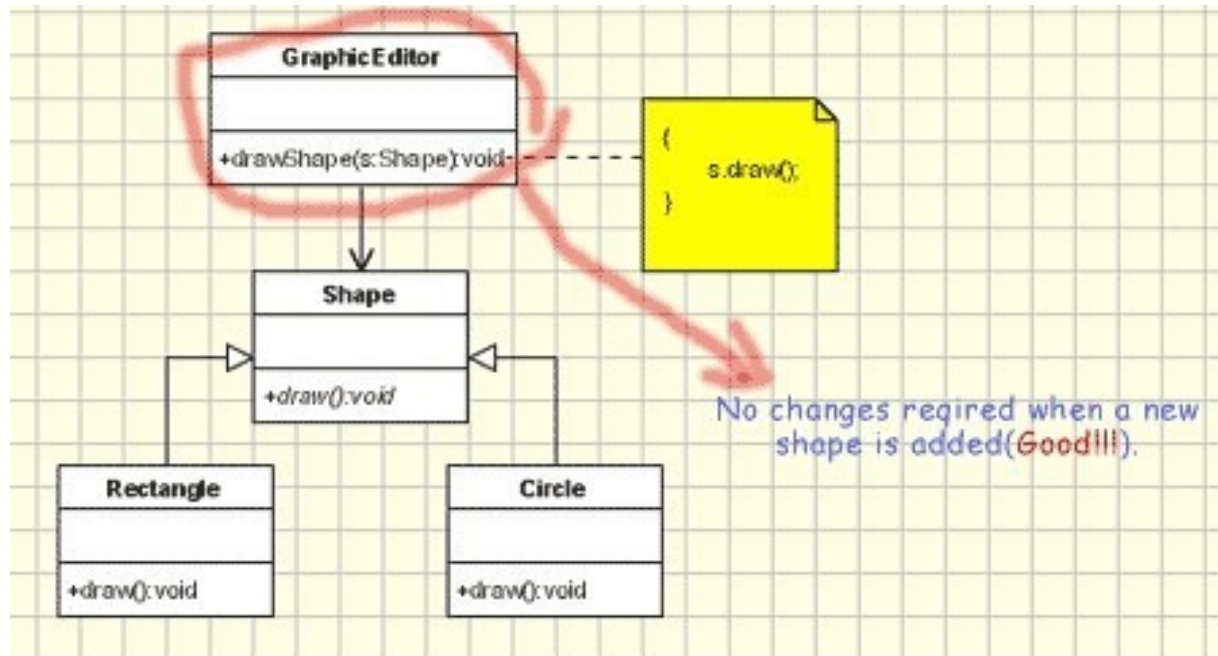 GraphicEditor
+drawShape(s:Shape):void
{
s.draw();
}
Shape
+draw():void
No changes reqired when a new
shape is added(Good!!!).
Rectangle
+draw():void
Circle
+draw():void